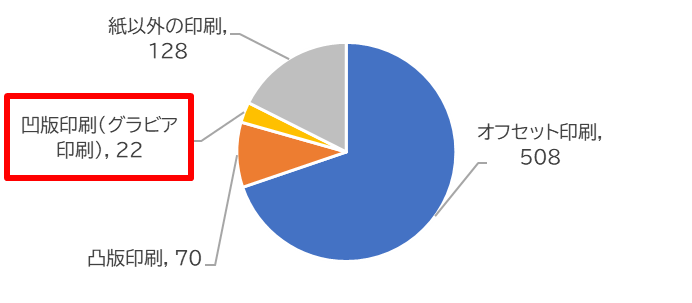 紙以外の印刷,
128
凹版印刷(グラビア
印刷), 22
オフセット印刷,
508
凸版印刷, 70